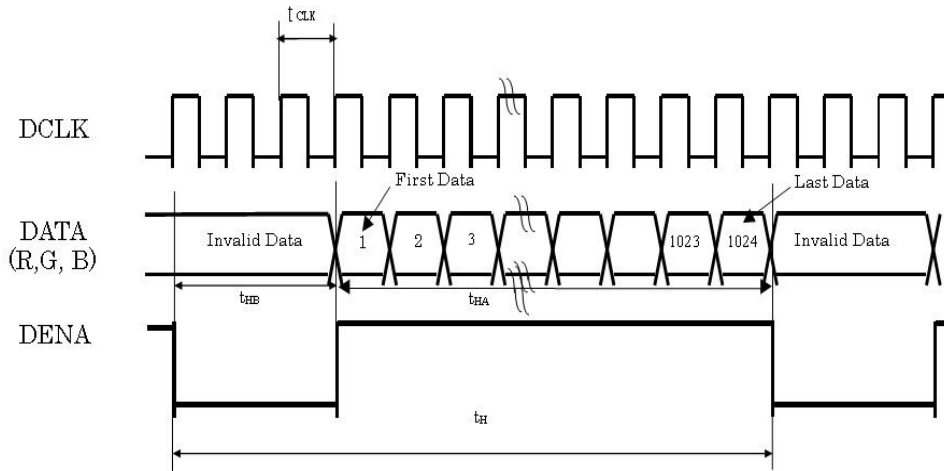 t CLK
DCLK
First Data
Last Data
DATA
(R,G, B)
Invalid Data
1
2
3
1023
1024
Invalid Data
tHB
tHA
DENA
tH